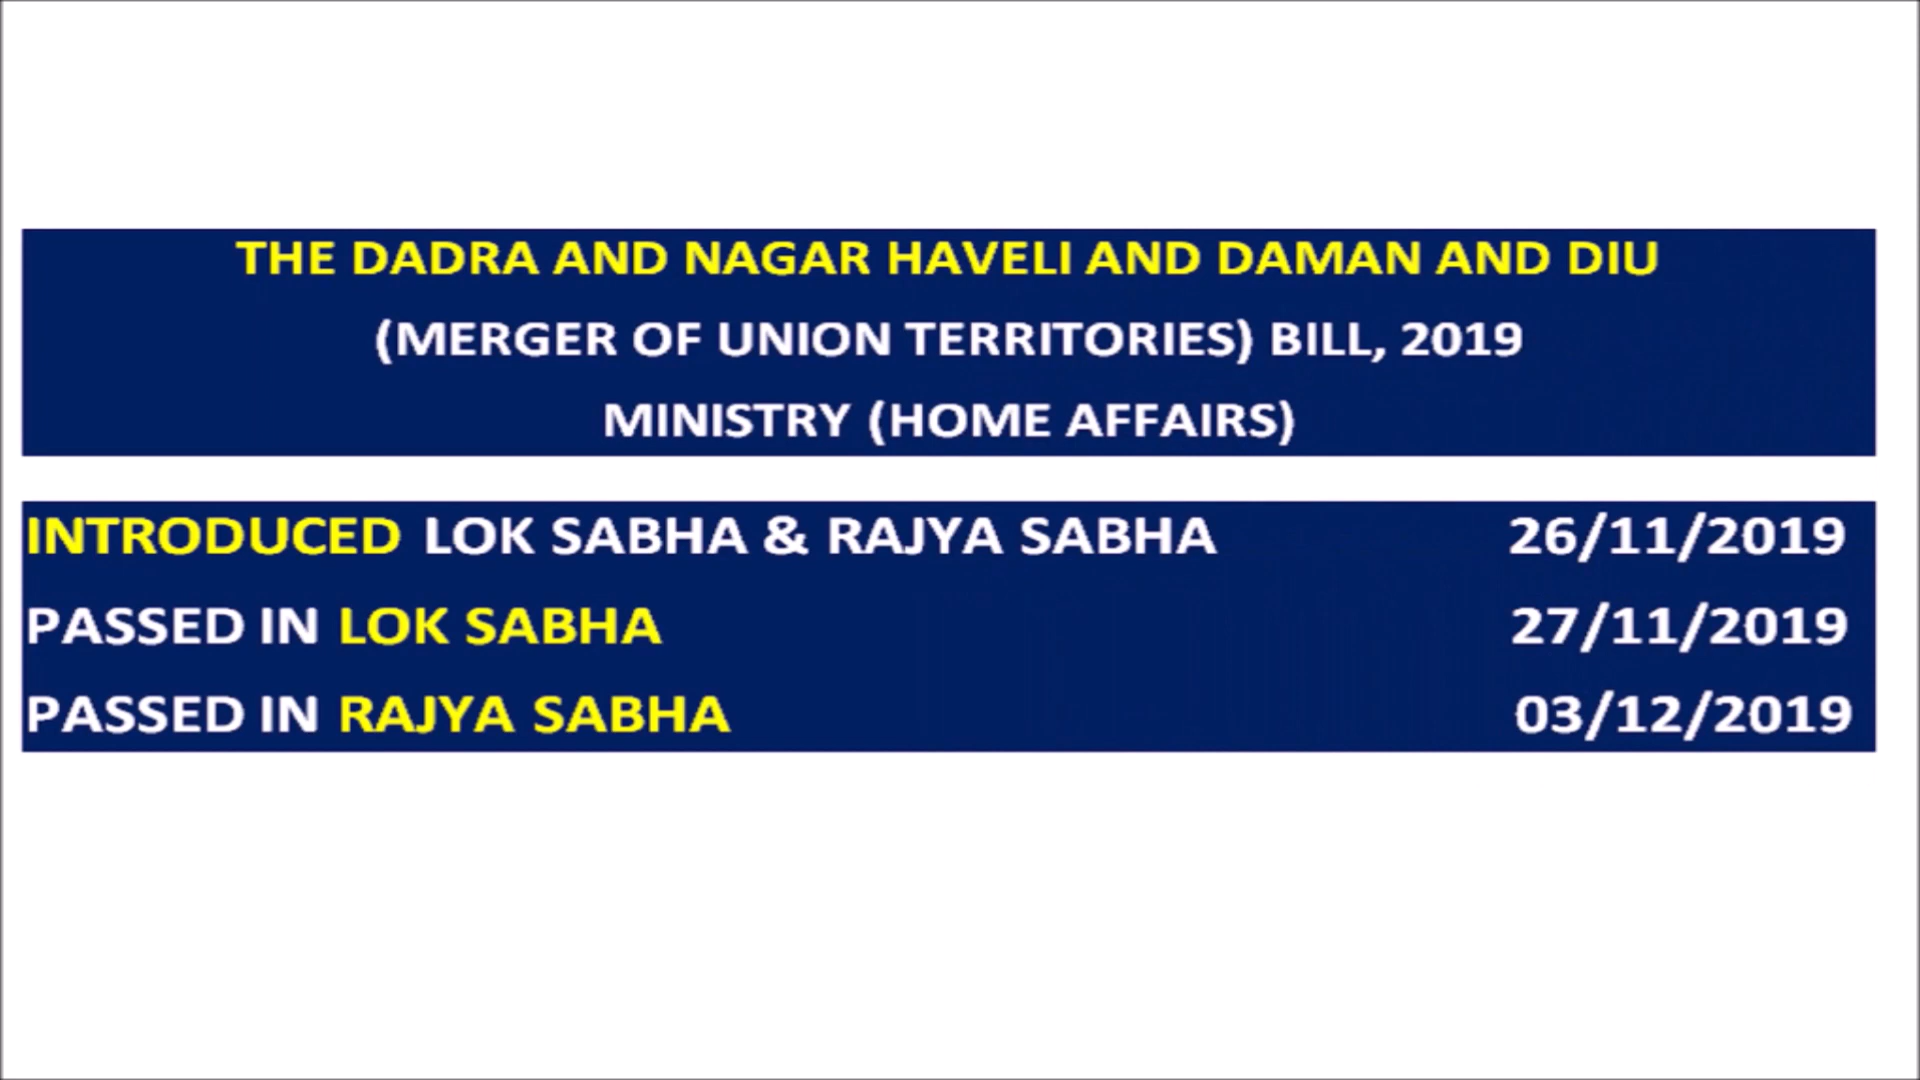 THE DADRA AND NAGAR HAVELI AND DAMAN AND DIU
(MERGER OF UNION TERRITORIES) BILL, 2019
MINISTRY (HOME AFFAIRS)
INTRODUCED LOK SABHA & RAJYA SABHA 26/11/2019
PASSED IN LOK SABHA 27/11/2019
PASSED IN RAJYA SABHA 03/12/2019